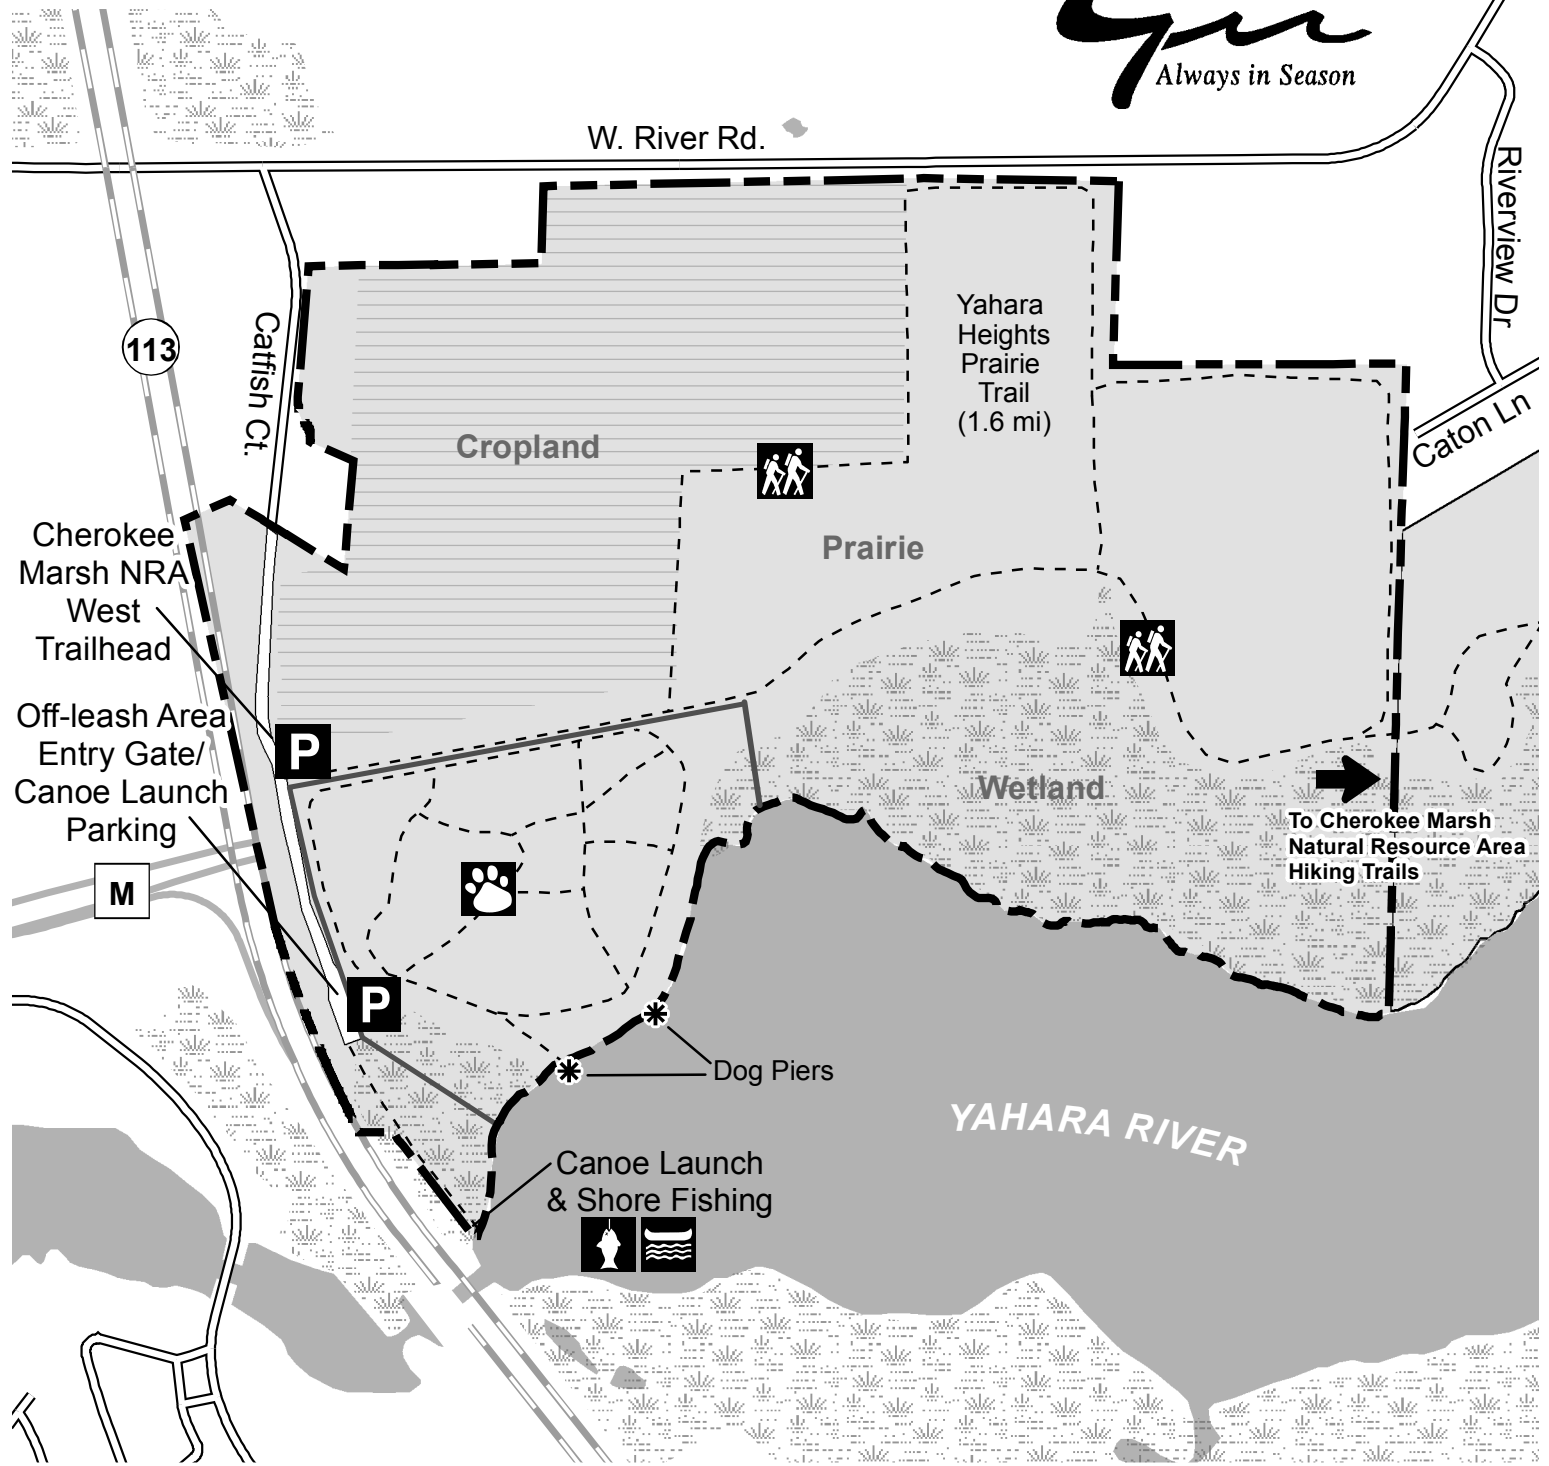 Always in Season
W. River Rd.
Riverview Dr
Yahara
Heights
Prairie
Trail
(1.6 mi)
113
Catfish Ct.
Cropland
Caton Ln
Cherokee
Marsh NRA
West
Trailhead
Prairie
Off-leash Area
Entry Gate/
Canoe Launch
Parking
P
Wetland
To Cherokee Marsh
Natural Resource Area
Hiking Trails
M
P
Dog Piers
YAHARA RIVER
Canoe Launch
& Shore Fishing